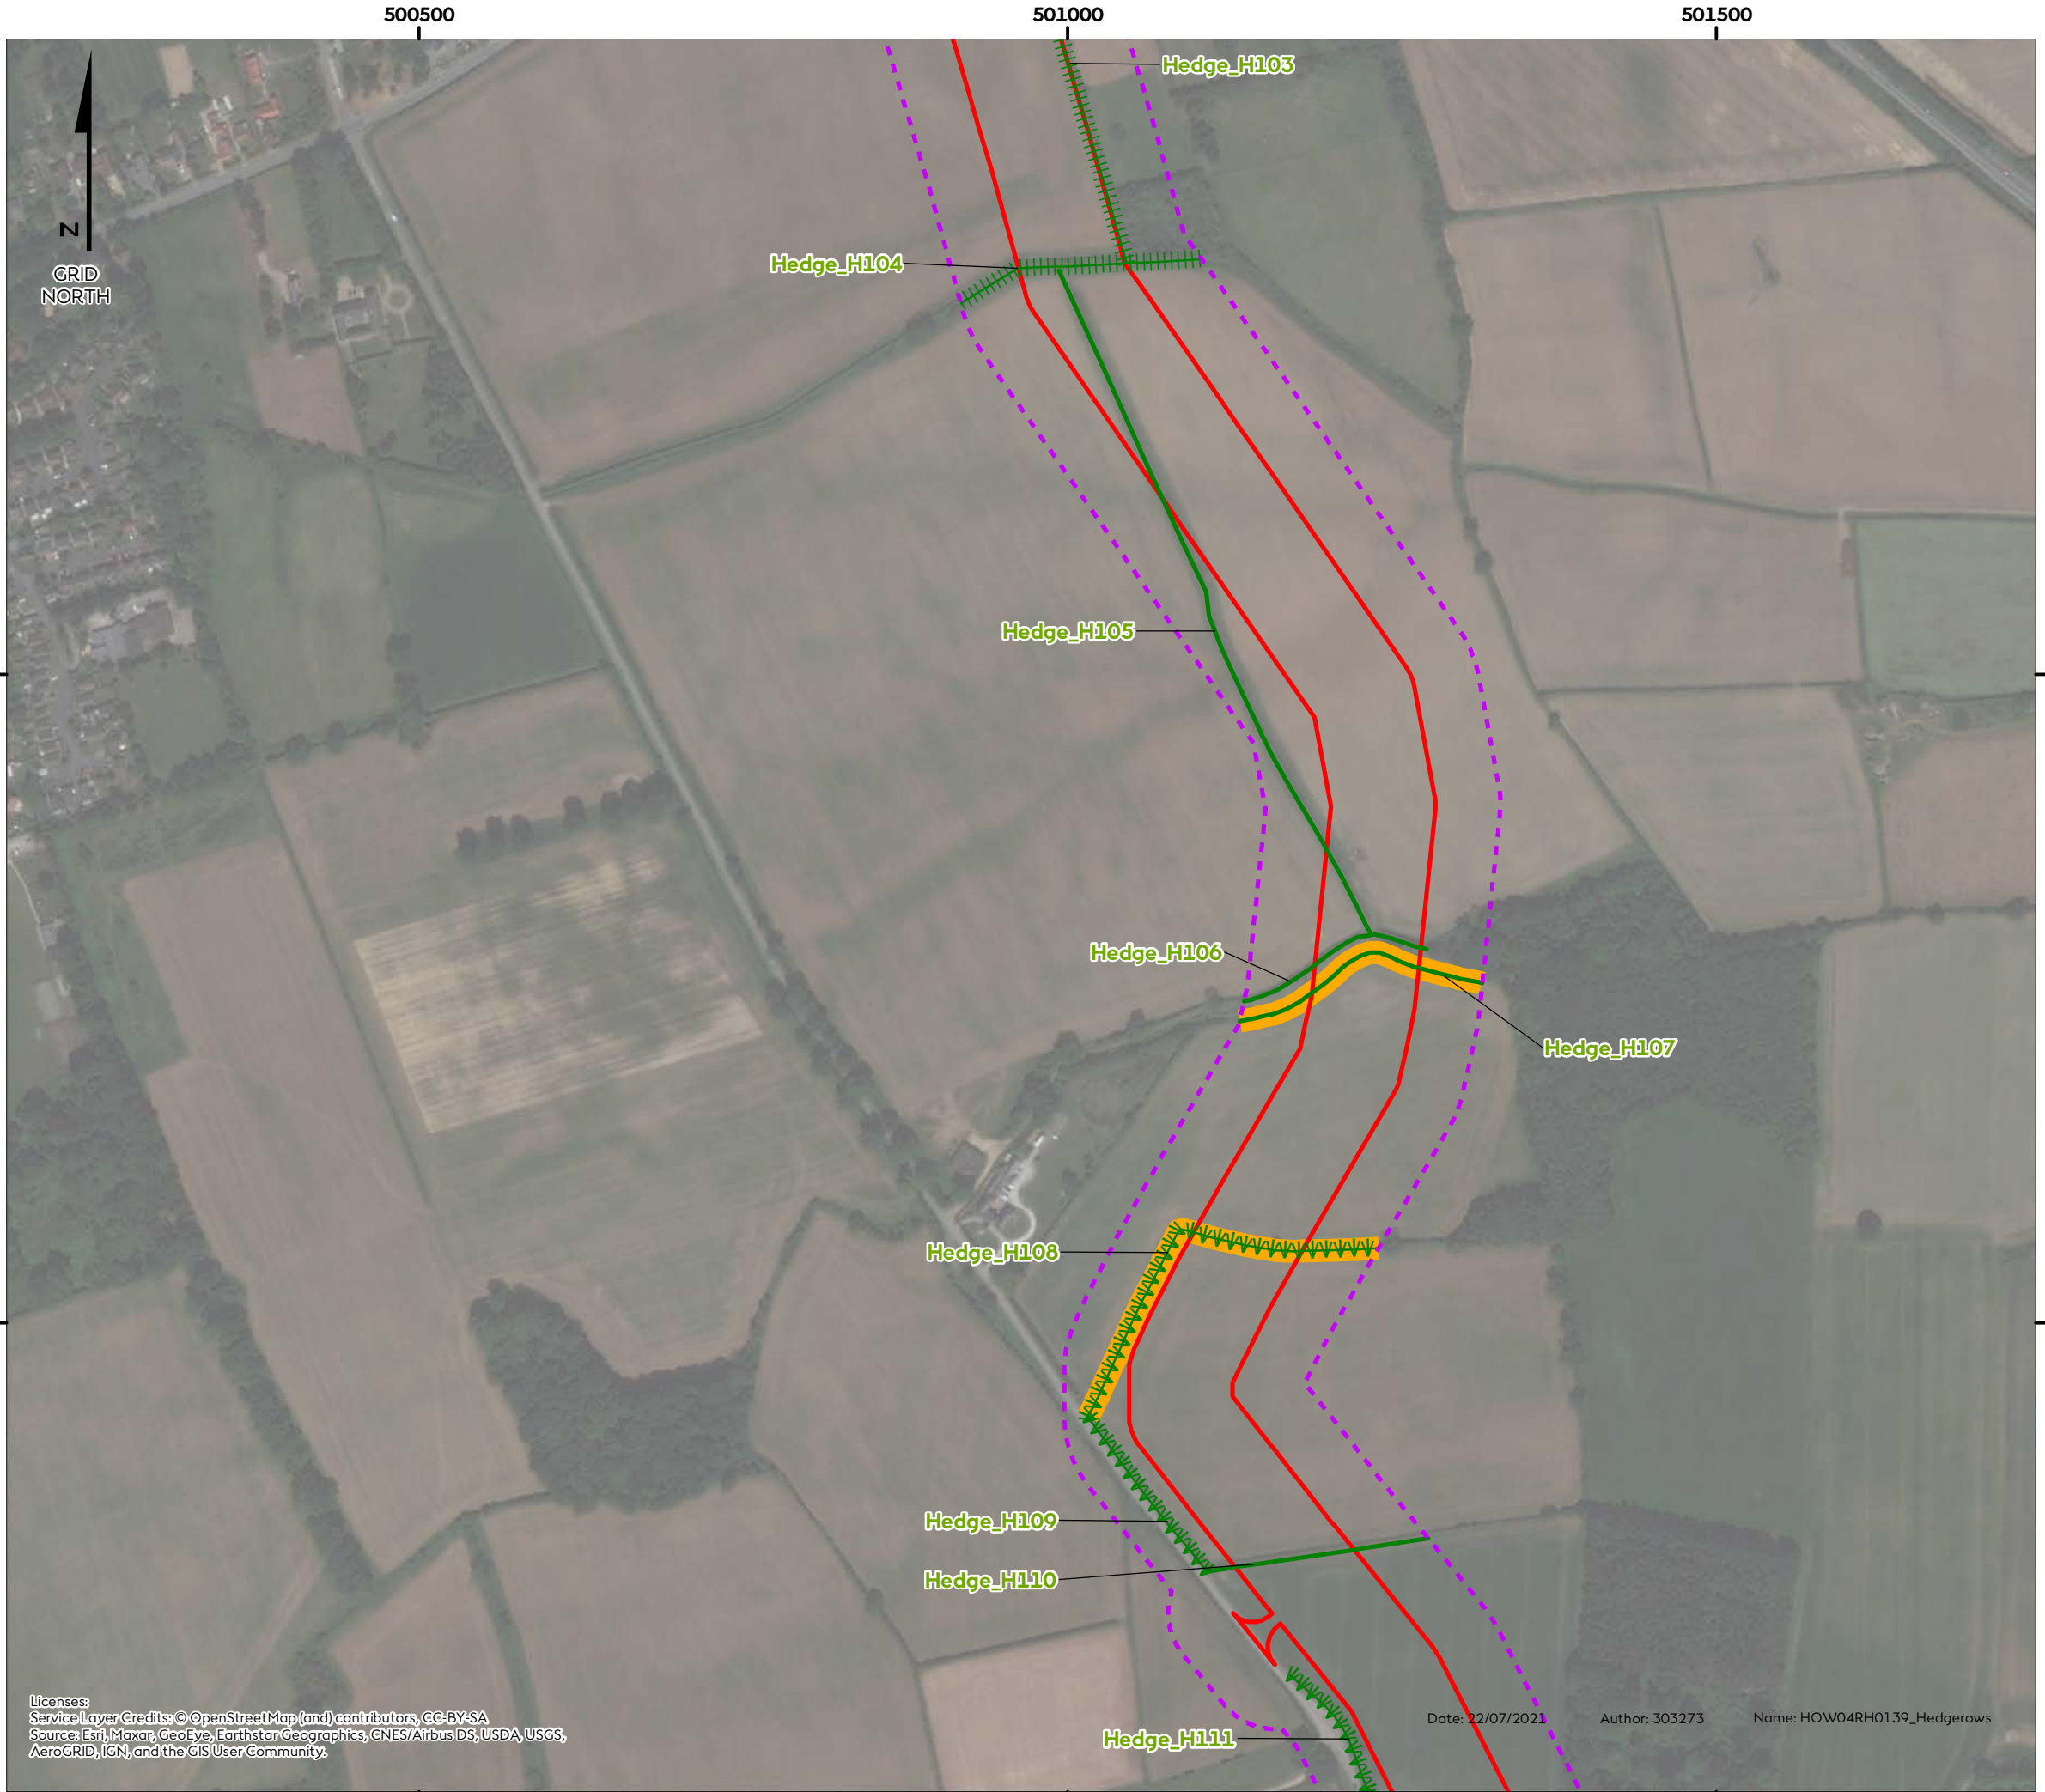 500500
501000
501500
Hedge_H103
N
GRID
NORTH
Hedge_H104
Hedge_H105
Hedge_H106
Hedge_H107
Hedge_H108
Hedge_H109
Hedge_H110
Hedge_H111
Licenses:
Service Layer Credits: © OpenStreetMap (and) contributors, CC-BY-SA
Source: Esri, Maxar, GeoEye, Earthstar Geographics, CNES/Airbus DS, USDA, USGS,
AeroGRID, IGN, and the GIS User Community.
Date: 22/07/2021 Author: 303273 Name: HOW04RH0139_Hedgerows